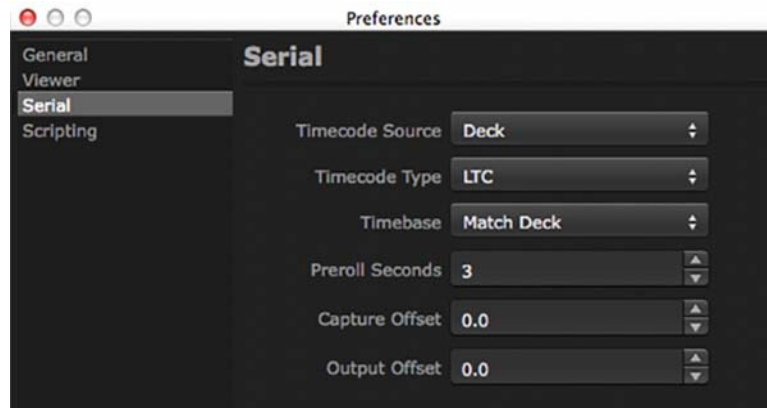 Preferences
General
Viewer
Serial
Scripting
Serial
Timecode Source Deck
Timecode Type LTC
Timebase Match Deck
Preroll Seconds 3
Capture Offset 0.0
Output Offset 0.0